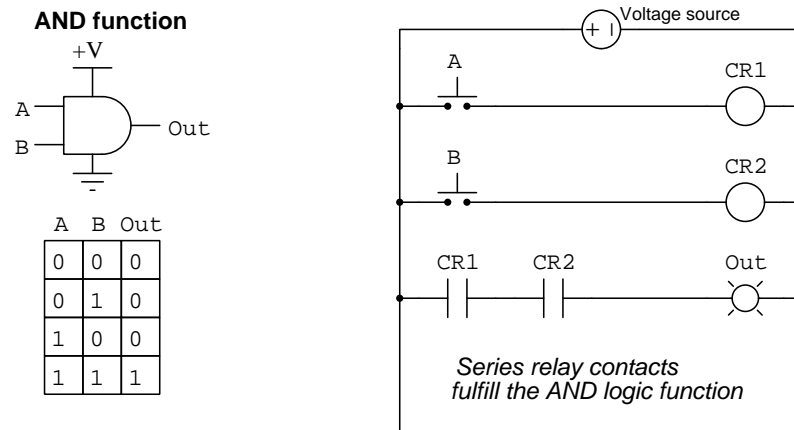 AND function
+V
A
B
Out
A B Out
0 0 0
0 1 0
1 0 0
1 1 1
+ - Voltage source
A
CR1
B
CR2
CR1 CR2 Out
Series relay contacts
fulfill the AND logic function